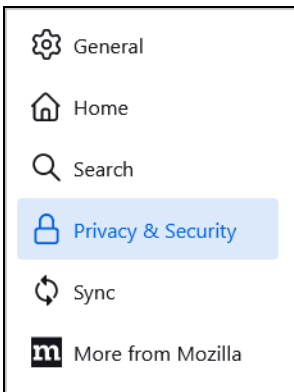 General
Home
Search
Privacy & Security
Sync
m More from Mozilla